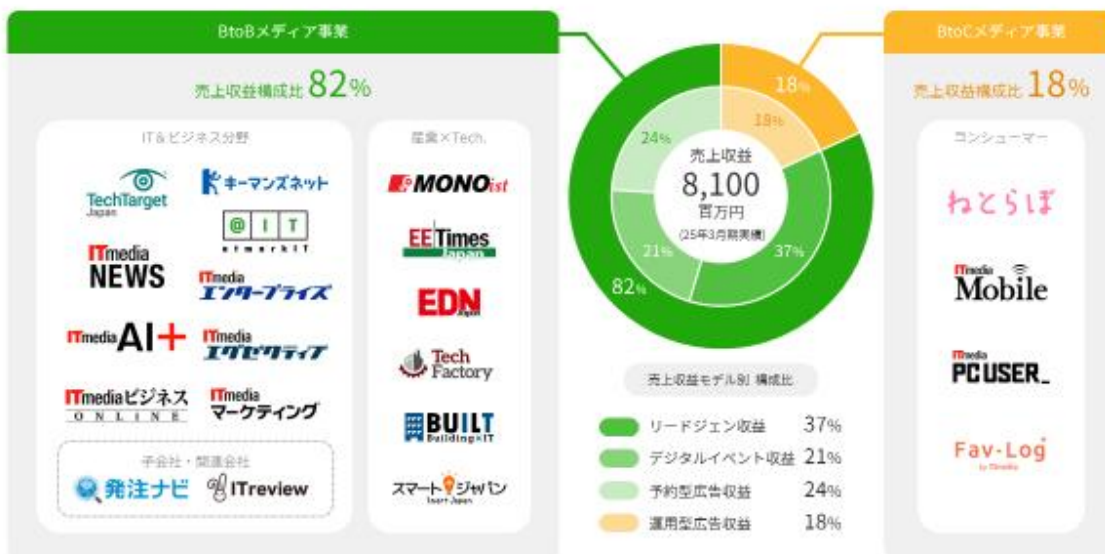 BtoBメディア事業
売上収益構成比 82%
IT&ビジネス分野
TechTarget
Japan
キーマンズネット
@IT
atmarkIT
ITmedia
NEWS
ITmedia
エンタープライズ
ITmedia AI+
ITmedia
エグゼクティブ
ITmedia ビジネス
ONLINE
ITmedia
マーケティング
子会社・関連会社
発注ナビ
ITreview
産業×Tech.
MONOist
EE Times
Japan
EDN
Japan
Tech
Factory
BUILT
Building×IT
スマートジャパン
Smart Japan
18%
18%
24%
売上収益
8,100
百万円
(25年3月期実績)
21%
37%
82%
売上収益モデル別 構成比
リードジェン収益 37%
デジタルイベント収益 21%
予約型広告収益 24%
運用型広告収益 18%
BtoCメディア事業
売上収益構成比 18%
コンシューマー
ねとらぼ
ITmedia
Mobile
ITmedia
PC USER_
Fav-Log
by ITmedia